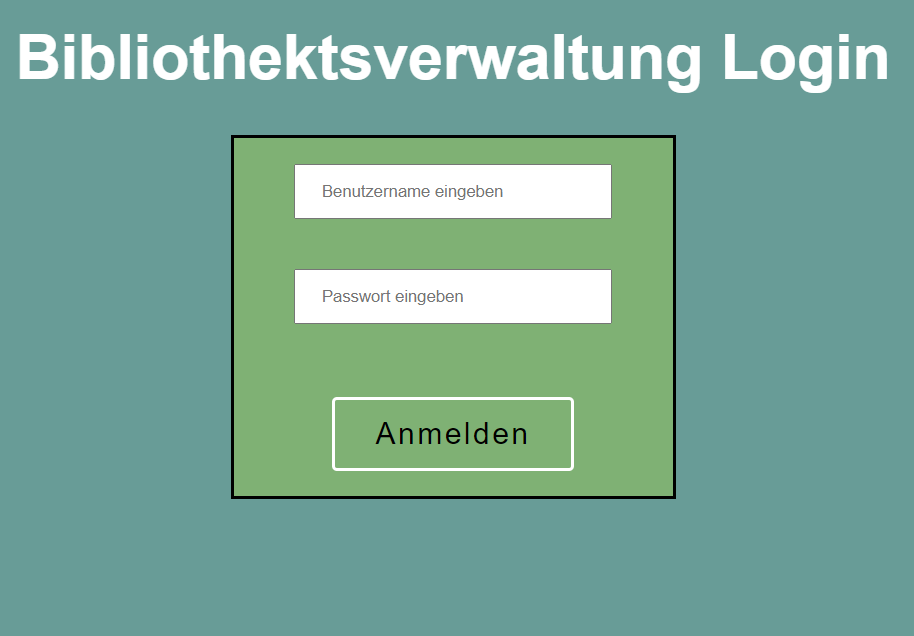 Bibliothektsverwaltung Login
Benutzername eingeben
Passwort eingeben
Anmelden